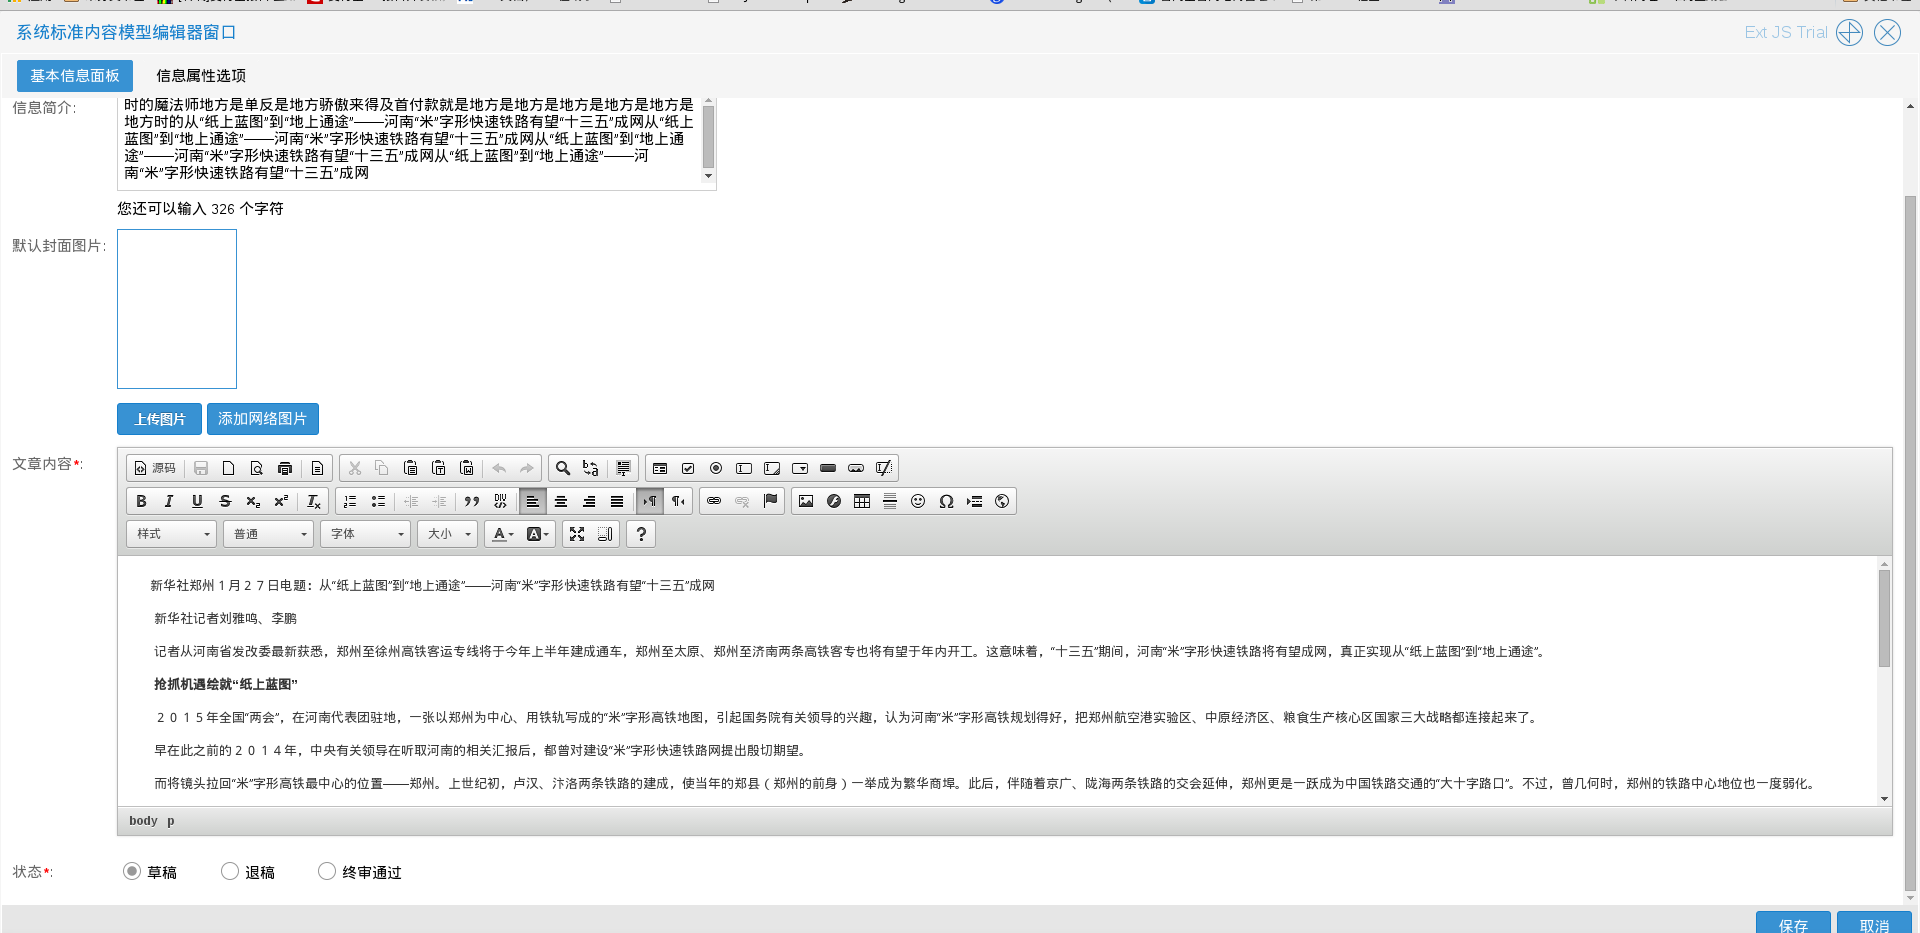 系统标准内容模型编辑器窗口
Ext JS Trial
基本信息面板 信息属性选项
信息简介:
时的魔法师地方是单反是地方骄傲来得及首付款就是地方是地方是地方是地方是地方是
地方时的从“纸上蓝图”到“地上通途”——河南“米”字形快速铁路有望“十三五”成网从“纸上
蓝图”到“地上通途”——河南“米”字形快速铁路有望“十三五”成网从“纸上蓝图”到“地上通
途”——河南“米”字形快速铁路有望“十三五”成网从“纸上蓝图”到“地上通途”——河
南“米”字形快速铁路有望“十三五”成网
您还可以输入 326 个字符
默认封面图片:
上传图片 添加网络图片
文章内容*:
源码
B I U S x₂ x² Tx
DIV
样式 普通 字体 大小 A A ?
新华社郑州１月２７日电题：从“纸上蓝图”到“地上通途”——河南“米”字形快速铁路有望“十三五”成网
新华社记者刘雅鸣、李鹏
记者从河南省发改委最新获悉，郑州至徐州高铁客运专线将于今年上半年建成通车，郑州至太原、郑州至济南两条高铁客专也将有望于年内开工。这意味着，“十三五”期间，河南“米”字形快速铁路将有望成网，真正实现从“纸上蓝图”到“地上通途”。
抢抓机遇绘就“纸上蓝图”
２０１５年全国“两会”，在河南代表团驻地，一张以郑州为中心、用铁轨写成的“米”字形高铁地图，引起国务院有关领导的兴趣，认为河南“米”字形高铁规划得好，把郑州航空港实验区、中原经济区、粮食生产核心区国家三大战略都连接起来了。
早在此之前的２０１４年，中央有关领导在听取河南的相关汇报后，都曾对建设“米”字形快速铁路网提出殷切期望。
而将镜头拉回“米”字形高铁最中心的位置——郑州。上世纪初，卢汉、汴洛两条铁路的建成，使当年的郑县（郑州的前身）一举成为繁华商埠。此后，伴随着京广、陇海两条铁路的交会延伸，郑州更是一跃成为中国铁路交通的“大十字路口”。不过，曾几何时，郑州的铁路中心地位也一度弱化。
body p
状态*:
草稿 退稿 终审通过
保存 取消